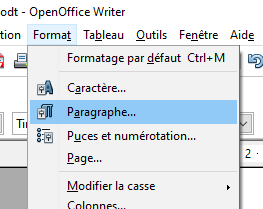 odt - OpenOffice Writer
Format Tableau Outils Fenêtre Aide
Formatage par défaut Ctrl+M
Caractère...
Paragraphe...
Puces et numérotation...
Page...
2
Modifier la casse
Colonnes...